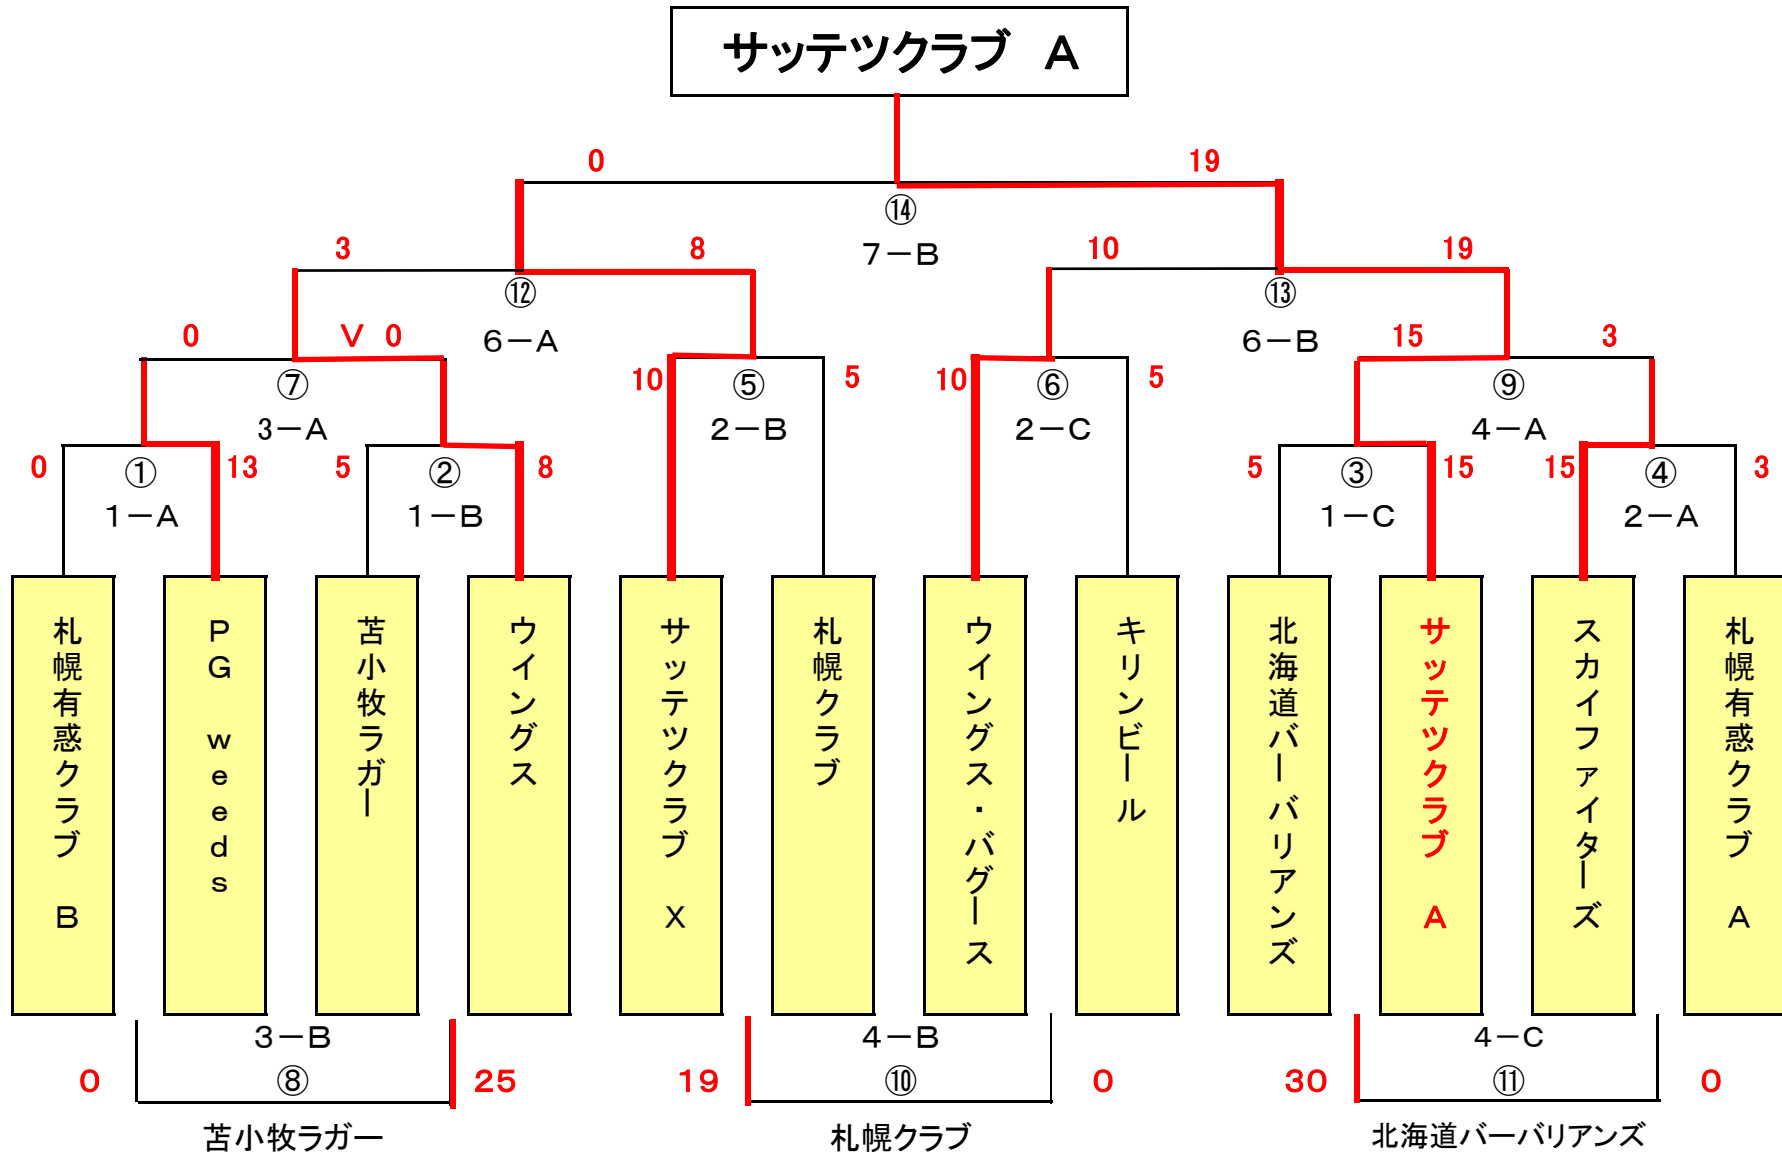 サッテツクラブ　A
0 19
⑭
7－B
3 8 10 19
⑫ ⑬
6－A 6－B
0 V 0 15 3
⑦ ⑤ ⑥ ⑨
10 5 10 5
3－A 2－B 2－C 4－A
0 ① 13 5 ② 8 5 ③ 15 15 ④ 3
1－A 1－B 1－C 2－A
札幌有惑クラブ　B
PG　weeds
苫小牧ラガー
ウイングス
サッテツクラブ　X
札幌クラブ
ウイングス・バグース
キリンビール
北海道バーバリアンズ
サッテツクラブ　A
スカイファイターズ
札幌有惑クラブ　A
3－B 4－B 4－C
0 ⑧ 25 19 ⑩ 0 30 ⑪ 0
苫小牧ラガー 札幌クラブ 北海道バーバリアンズ